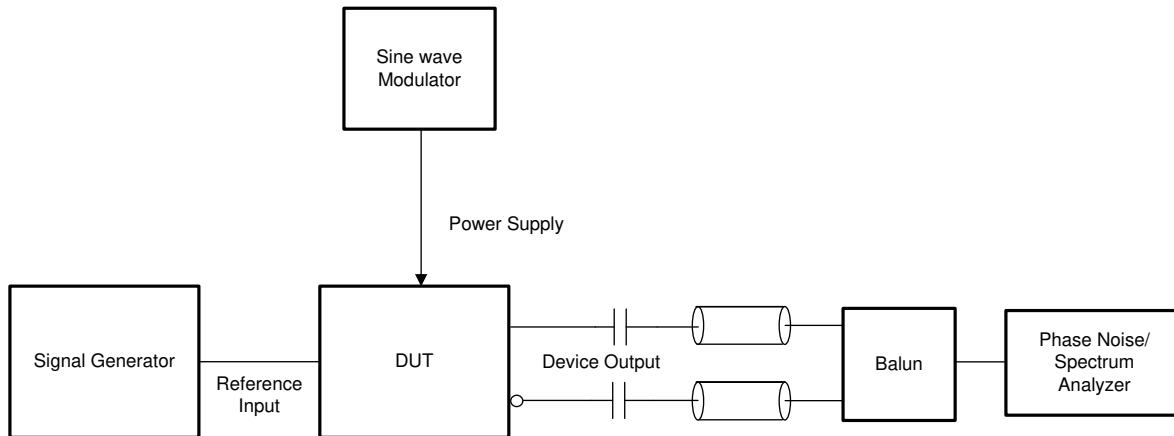 Sine wave
Modulator
Power Supply
Signal Generator
Reference
Input
DUT
Device Output
Balun
Phase Noise/
Spectrum
Analyzer